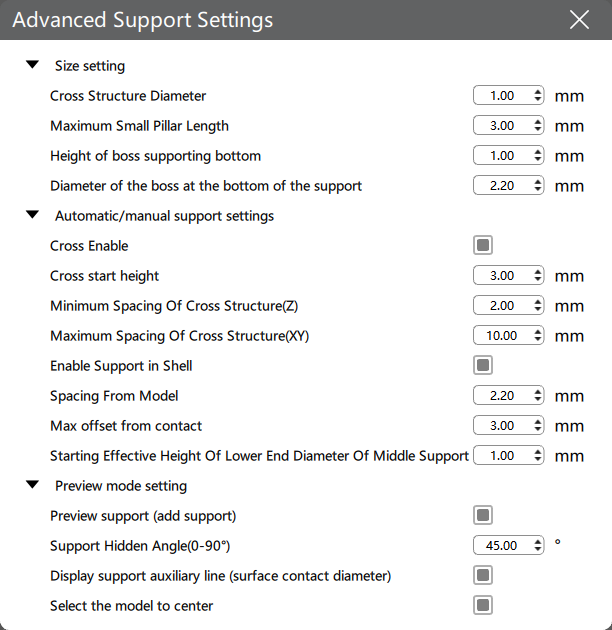 Advanced Support Settings
Size setting
Cross Structure Diameter 1.00 mm
Maximum Small Pillar Length 3.00 mm
Height of boss supporting bottom 1.00 mm
Diameter of the boss at the bottom of the support 2.20 mm
Automatic/manual support settings
Cross Enable
Cross start height 3.00 mm
Minimum Spacing Of Cross Structure(Z) 2.00 mm
Maximum Spacing Of Cross Structure(XY) 10.00 mm
Enable Support in Shell
Spacing From Model 2.20 mm
Max offset from contact 3.00 mm
Starting Effective Height Of Lower End Diameter Of Middle Support 1.00 mm
Preview mode setting
Preview support (add support)
Support Hidden Angle(0-90°) 45.00 °
Display support auxiliary line (surface contact diameter)
Select the model to center